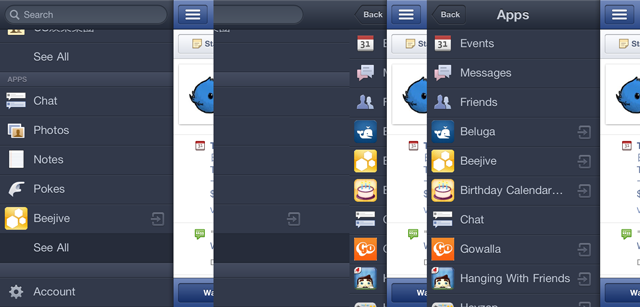 Search
See All
APPS
Chat
Photos
Notes
Pokes
Beejive
See All
Account
Back
31
Back
Apps
31
Events
Messages
Friends
Beluga
Beejive
Birthday Calendar...
Chat
Go
Gowalla
Hanging With Friends